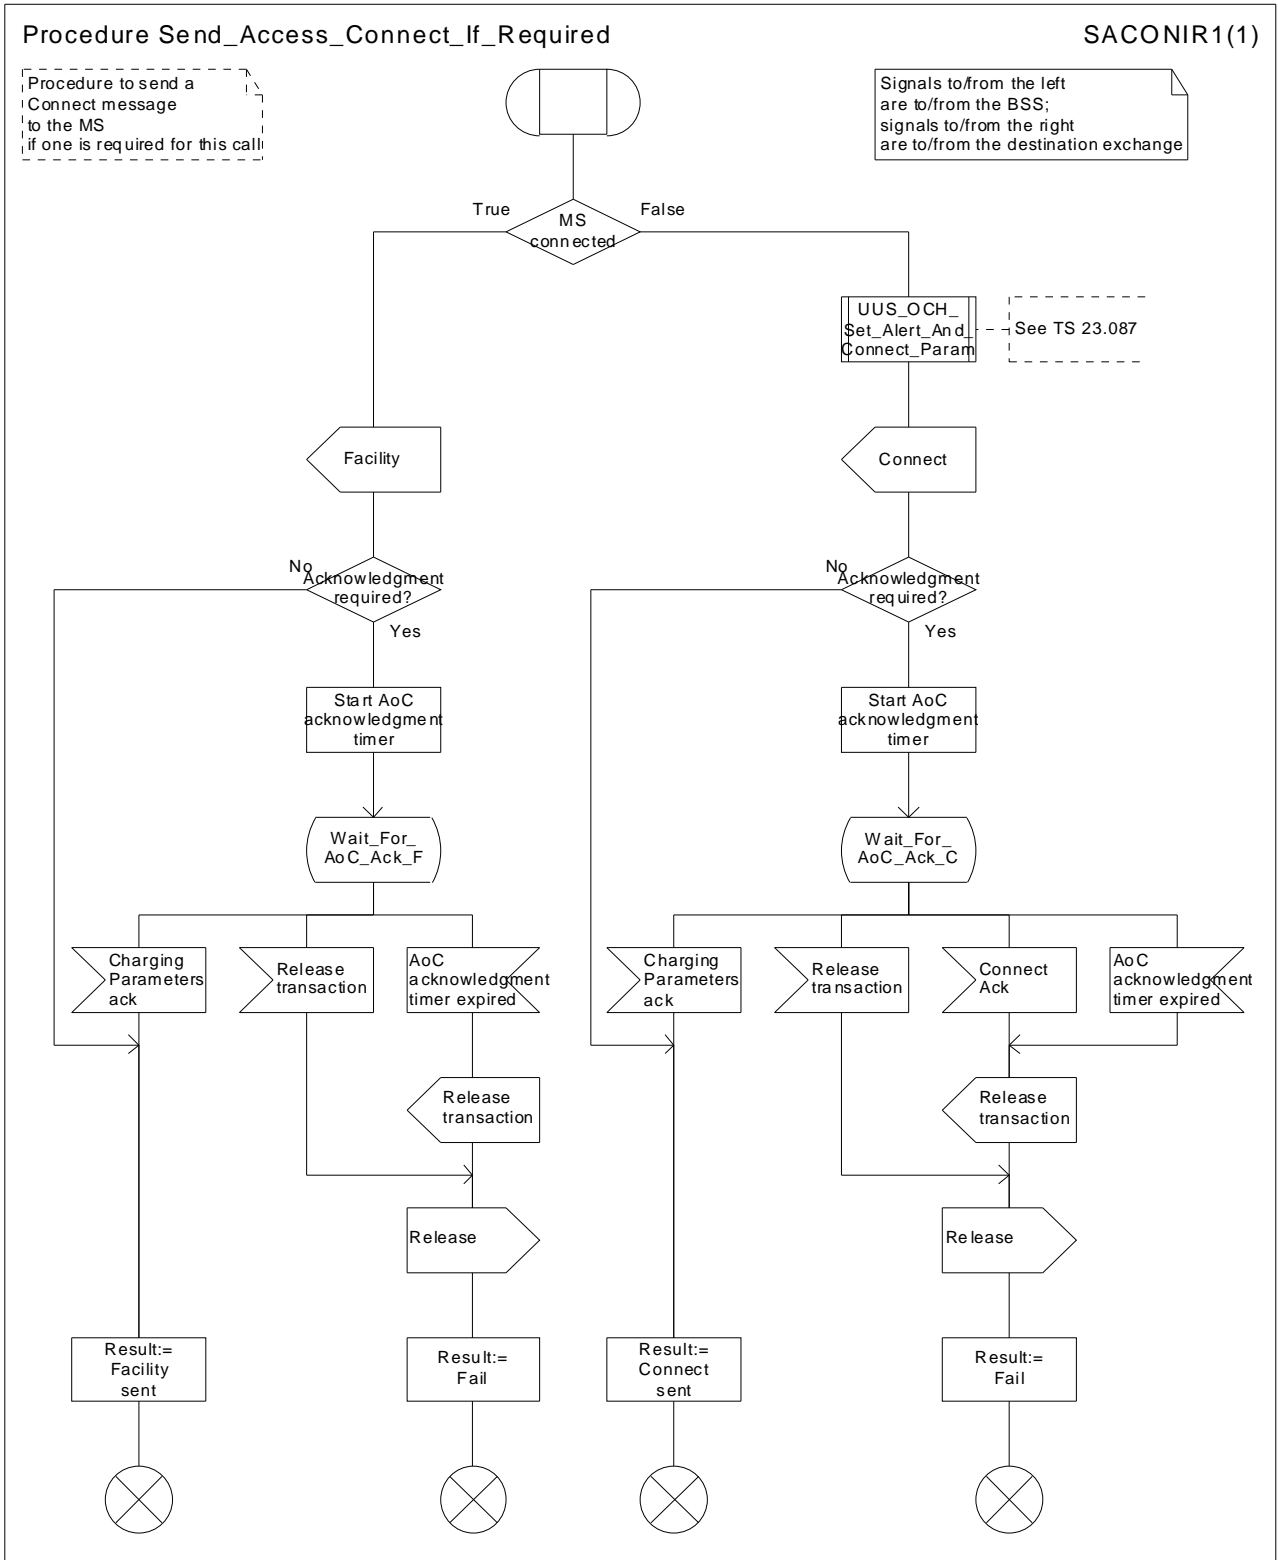 Procedure Send_Access_Connect_If_Required
SACONIR1(1)
Procedure to send a
Connect message
to the MS
if one is required for this call
Signals to/from the left
are to/from the BSS;
signals to/from the right
are to/from the destination exchange
True
MS
connected
False
UUS_OCH_
Set_Alert_And_
Connect_Param
See TS 23.087
Facility
Connect
No
Acknowledgment
required?
Yes
No
Acknowledgment
required?
Yes
Start AoC
acknowledgment
timer
Start AoC
acknowledgment
timer
Wait_For_
AoC_Ack_F
Wait_For_
AoC_Ack_C
Charging
Parameters
ack
Release
transaction
AoC
acknowledgment
timer expired
Charging
Parameters
ack
Release
transaction
Connect
Ack
AoC
acknowledgment
timer expired
Release
transaction
Release
transaction
Release
Release
Result:=
Facility
sent
Result:=
Fail
Result:=
Connect
sent
Result:=
Fail